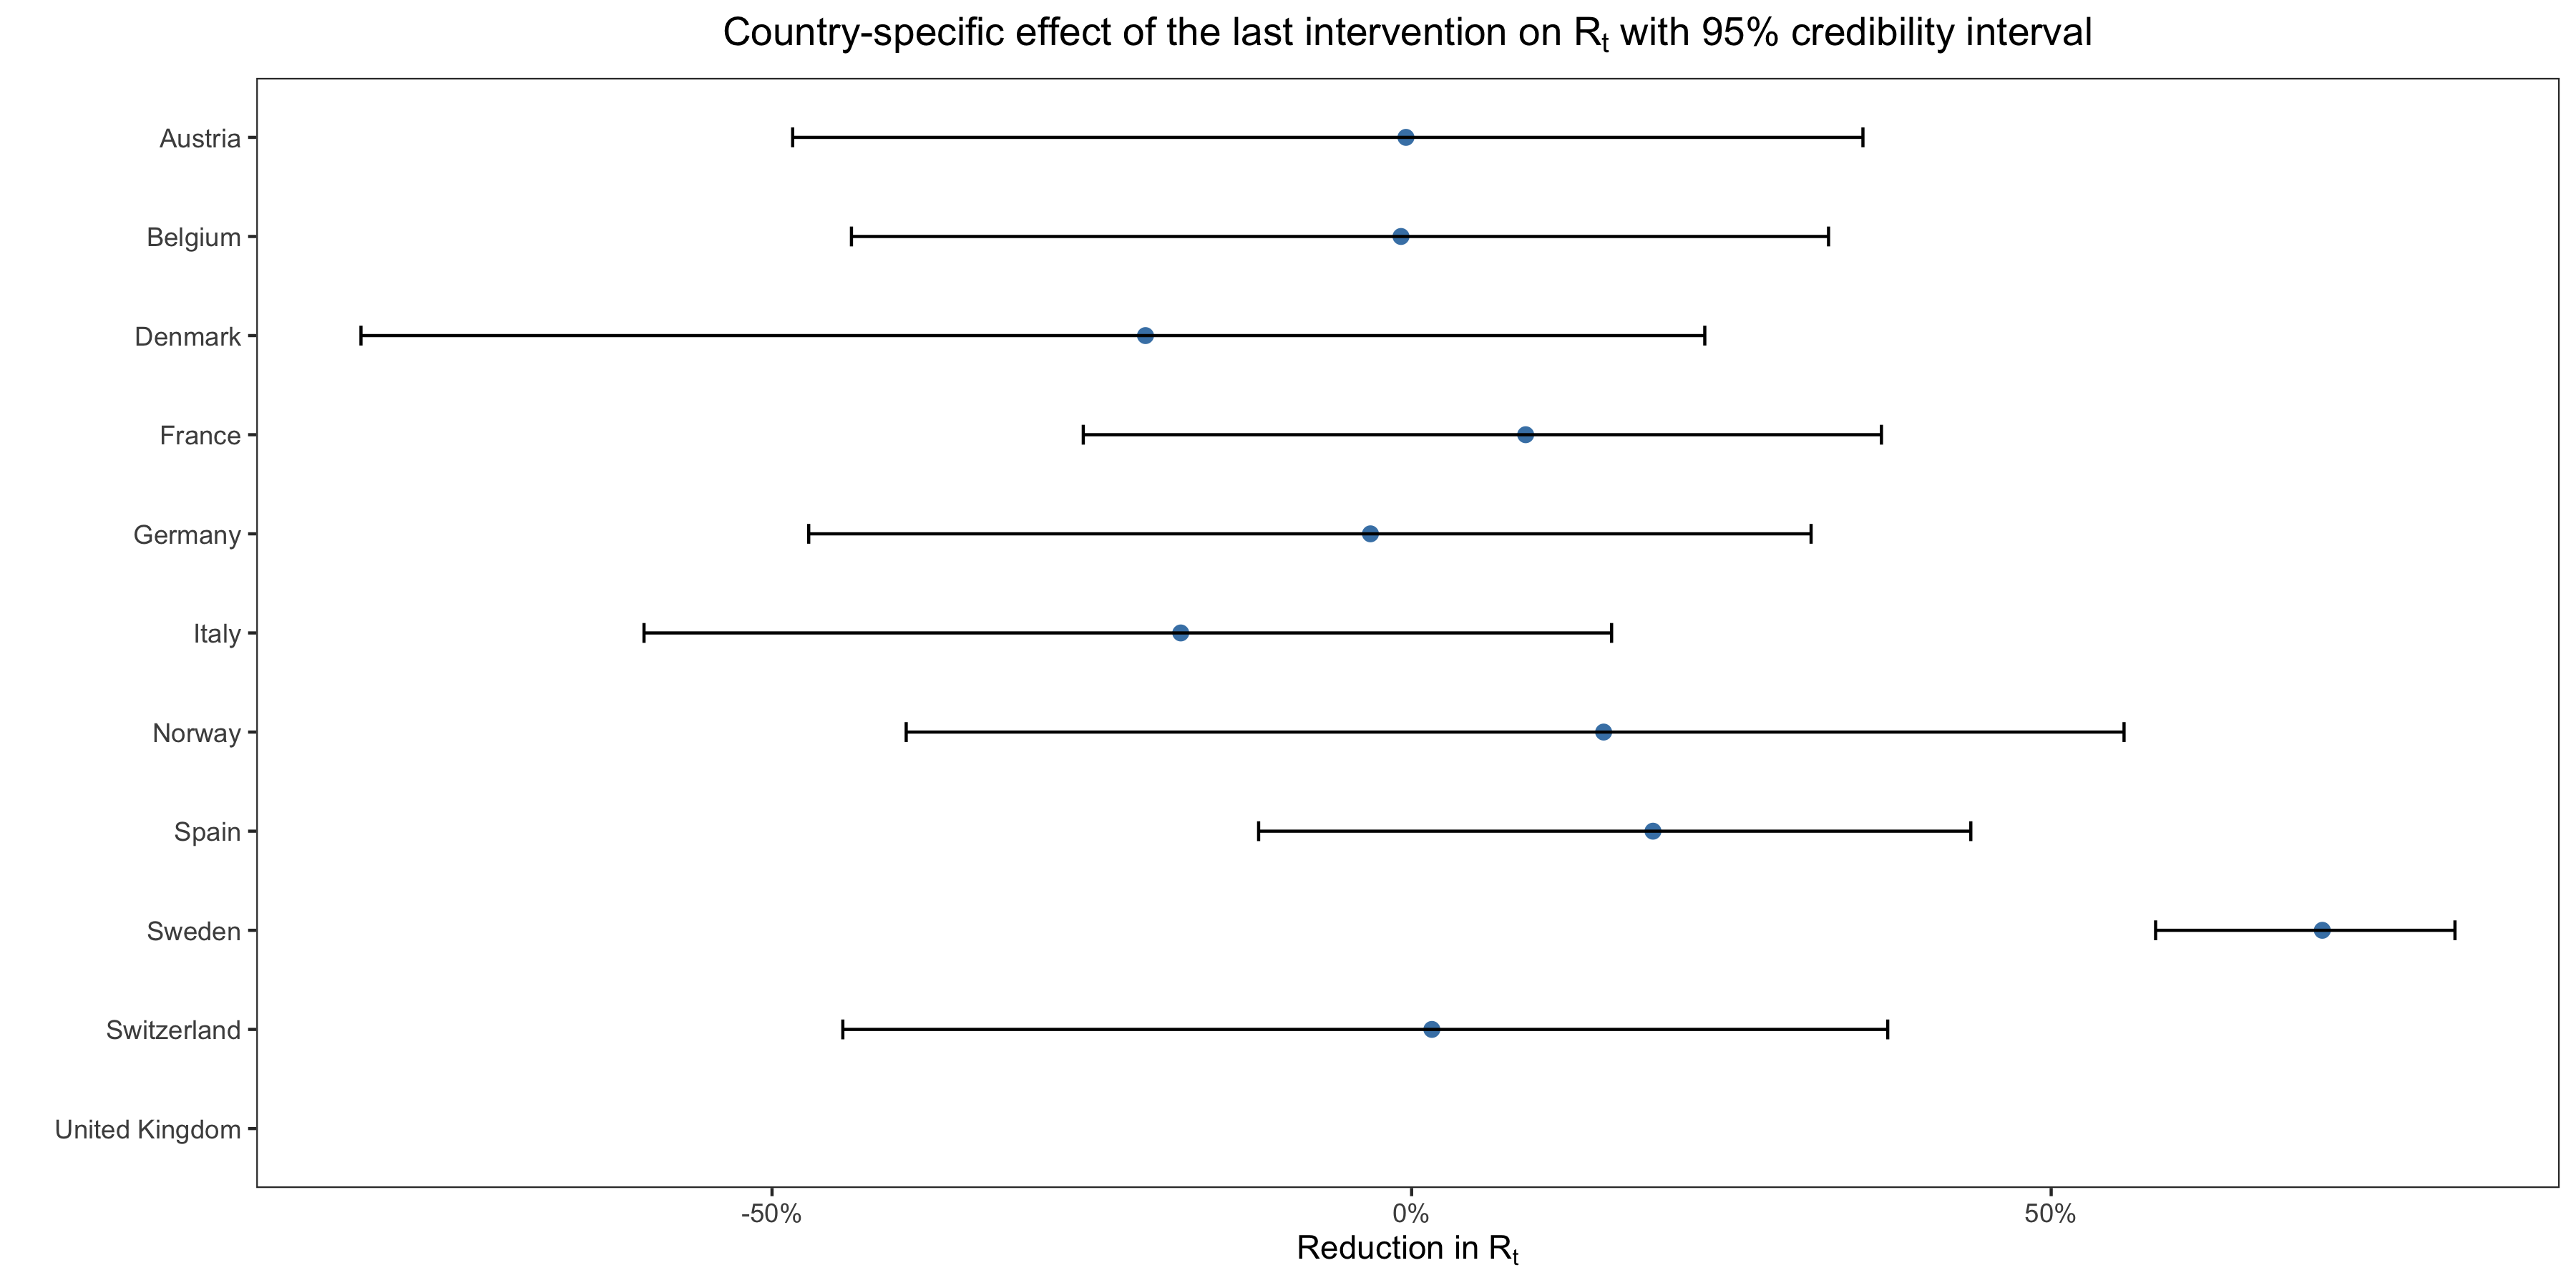 Country-specific effect of the last intervention on Rt with 95% credibility interval
Austria
Belgium
Denmark
France
Germany
Italy
Norway
Spain
Sweden
Switzerland
United Kingdom
-50% 0% 50%
Reduction in Rt